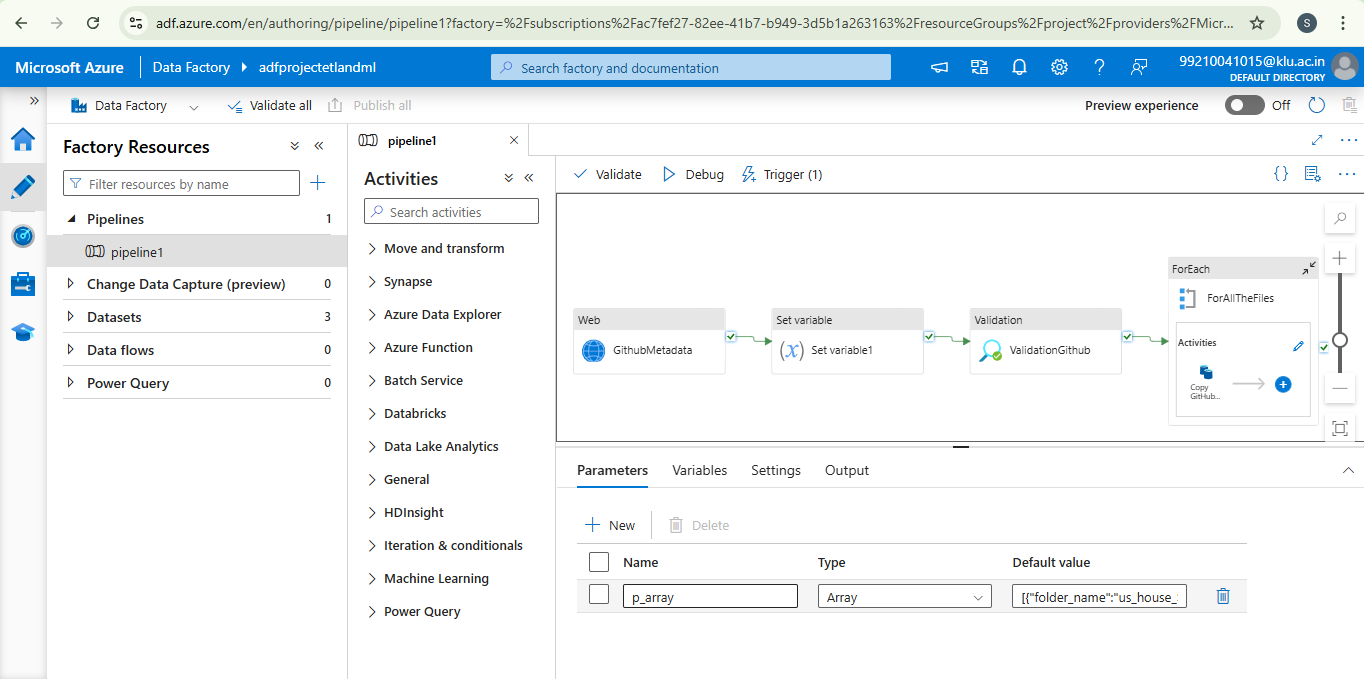 adf.azure.com/en/authoring/pipeline/pipeline1?factory=%2Fsubscriptions%2Fac7fef27-82ee-41b7-b949-3d5b1a263163%2FresourceGroups%2Fproject%2Fproviders%2FMicr...
S
Microsoft Azure
Data Factory
adfprojectetlandml
Search factory and documentation
99210041015@klu.ac.in
DEFAULT DIRECTORY
Data Factory
Validate all
Publish all
Preview experience
Off
Factory Resources
Filter resources by name
Pipelines 1
pipeline1
Change Data Capture (preview) 0
Datasets 3
Data flows 0
Power Query 0
pipeline1
Activities
Search activities
Move and transform
Synapse
Azure Data Explorer
Azure Function
Batch Service
Databricks
Data Lake Analytics
General
HDInsight
Iteration & conditionals
Machine Learning
Power Query
Validate
Debug
Trigger (1)
{}
Web
GithubMetadata
Set variable
(x) Set variable1
Validation
ValidationGithub
ForEach
ForAllTheFiles
Activities
Copy
GitHub...
Parameters
Variables
Settings
Output
New
Delete
Name Type Default value
p_array Array [{"folder_name":"us_house_